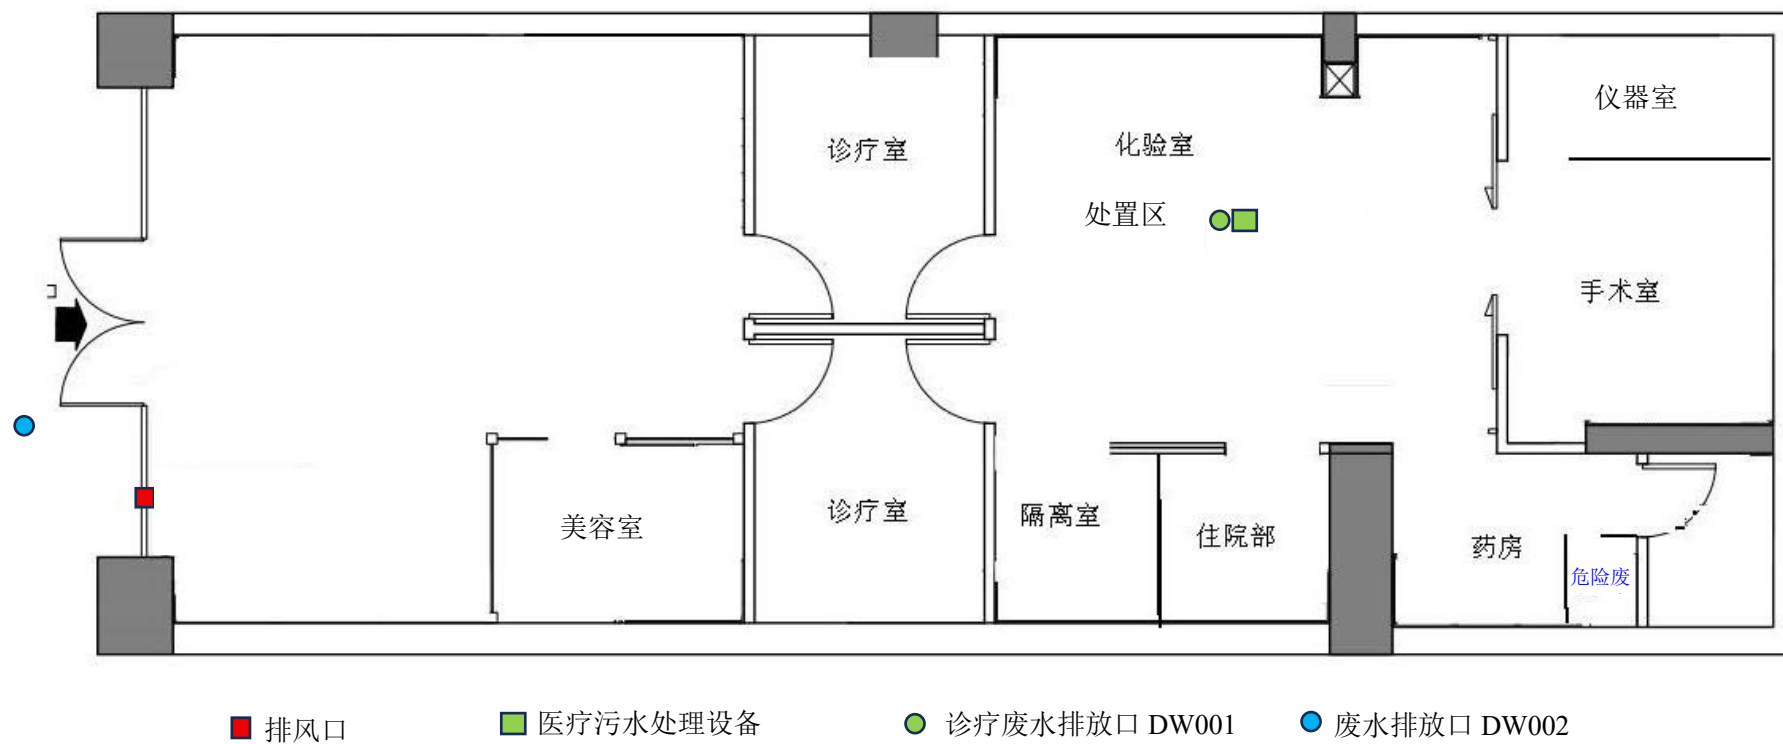 仪器室
诊疗室
化验室
处置区
手术室
诊疗室
隔离室
美容室
住院部
药房
危险废
排风口
医疗污水处理设备
诊疗废水排放口 DW001
废水排放口 DW002